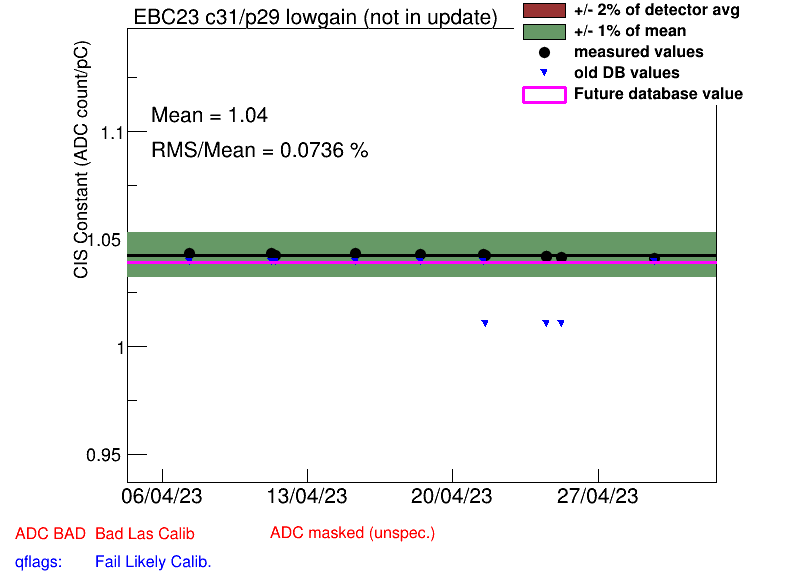 EBC23 c31/p29 lowgain (not in update)
+/- 2% of detector avg
+/- 1% of mean
measured values
old DB values
Future database value
Mean = 1.04
RMS/Mean = 0.0736 %
CIS Constant (ADC count/pC)
1.1
1.05
1
0.95
06/04/23 13/04/23 20/04/23 27/04/23
ADC BAD Bad Las Calib ADC masked (unspec.)
qflags: Fail Likely Calib.